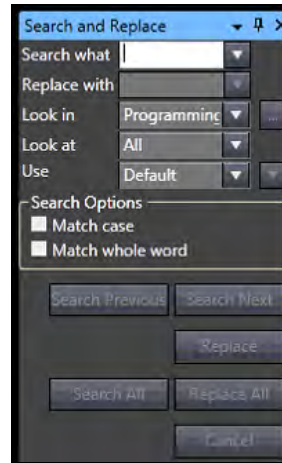 Search and Replace
Search what
Replace with
Look in Programming ...
Look at All
Use Default
Search Options
Match case
Match whole word
Search Previous Search Next
Replace
Search All Replace All
Cancel